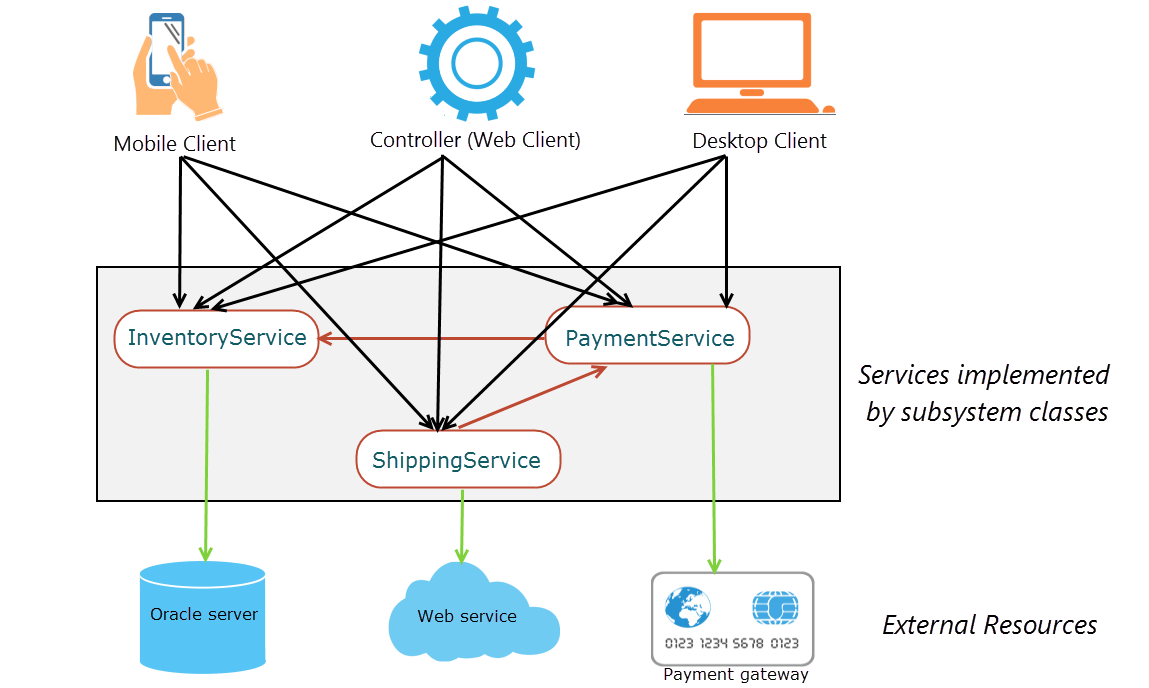 Mobile Client
Controller (Web Client)
Desktop Client
InventoryService
PaymentService
Services implemented
by subsystem classes
ShippingService
Oracle server
Web service
0123 1234 5678 0123
External Resources
Payment gateway